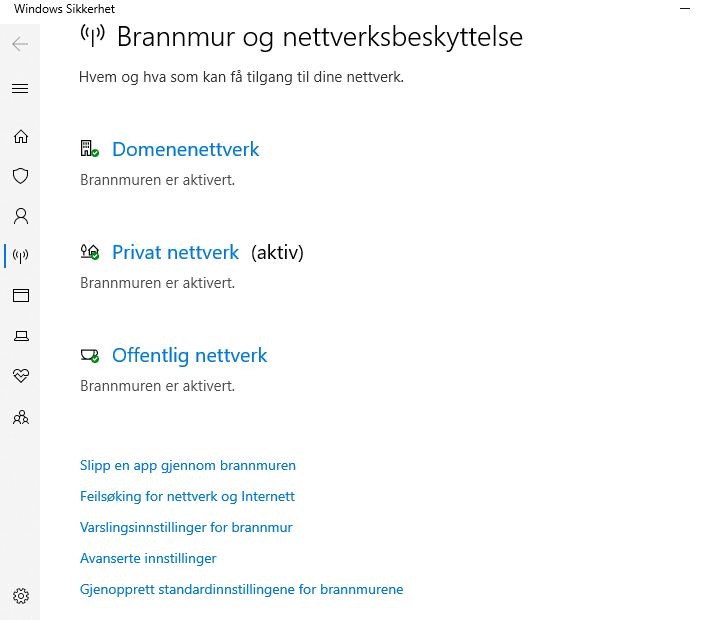 Windows Sikkerhet
Brannmur og nettverksbeskyttelse
Hvem og hva som kan få tilgang til dine nettverk.
Domenenettverk
Brannmuren er aktivert.
Privat nettverk (aktiv)
Brannmuren er aktivert.
Offentlig nettverk
Brannmuren er aktivert.
Slipp en app gjennom brannmuren
Feilsøking for nettverk og Internett
Varslingsinnstillinger for brannmur
Avanserte innstillinger
Gjenopprett standardinnstillingene for brannmurene